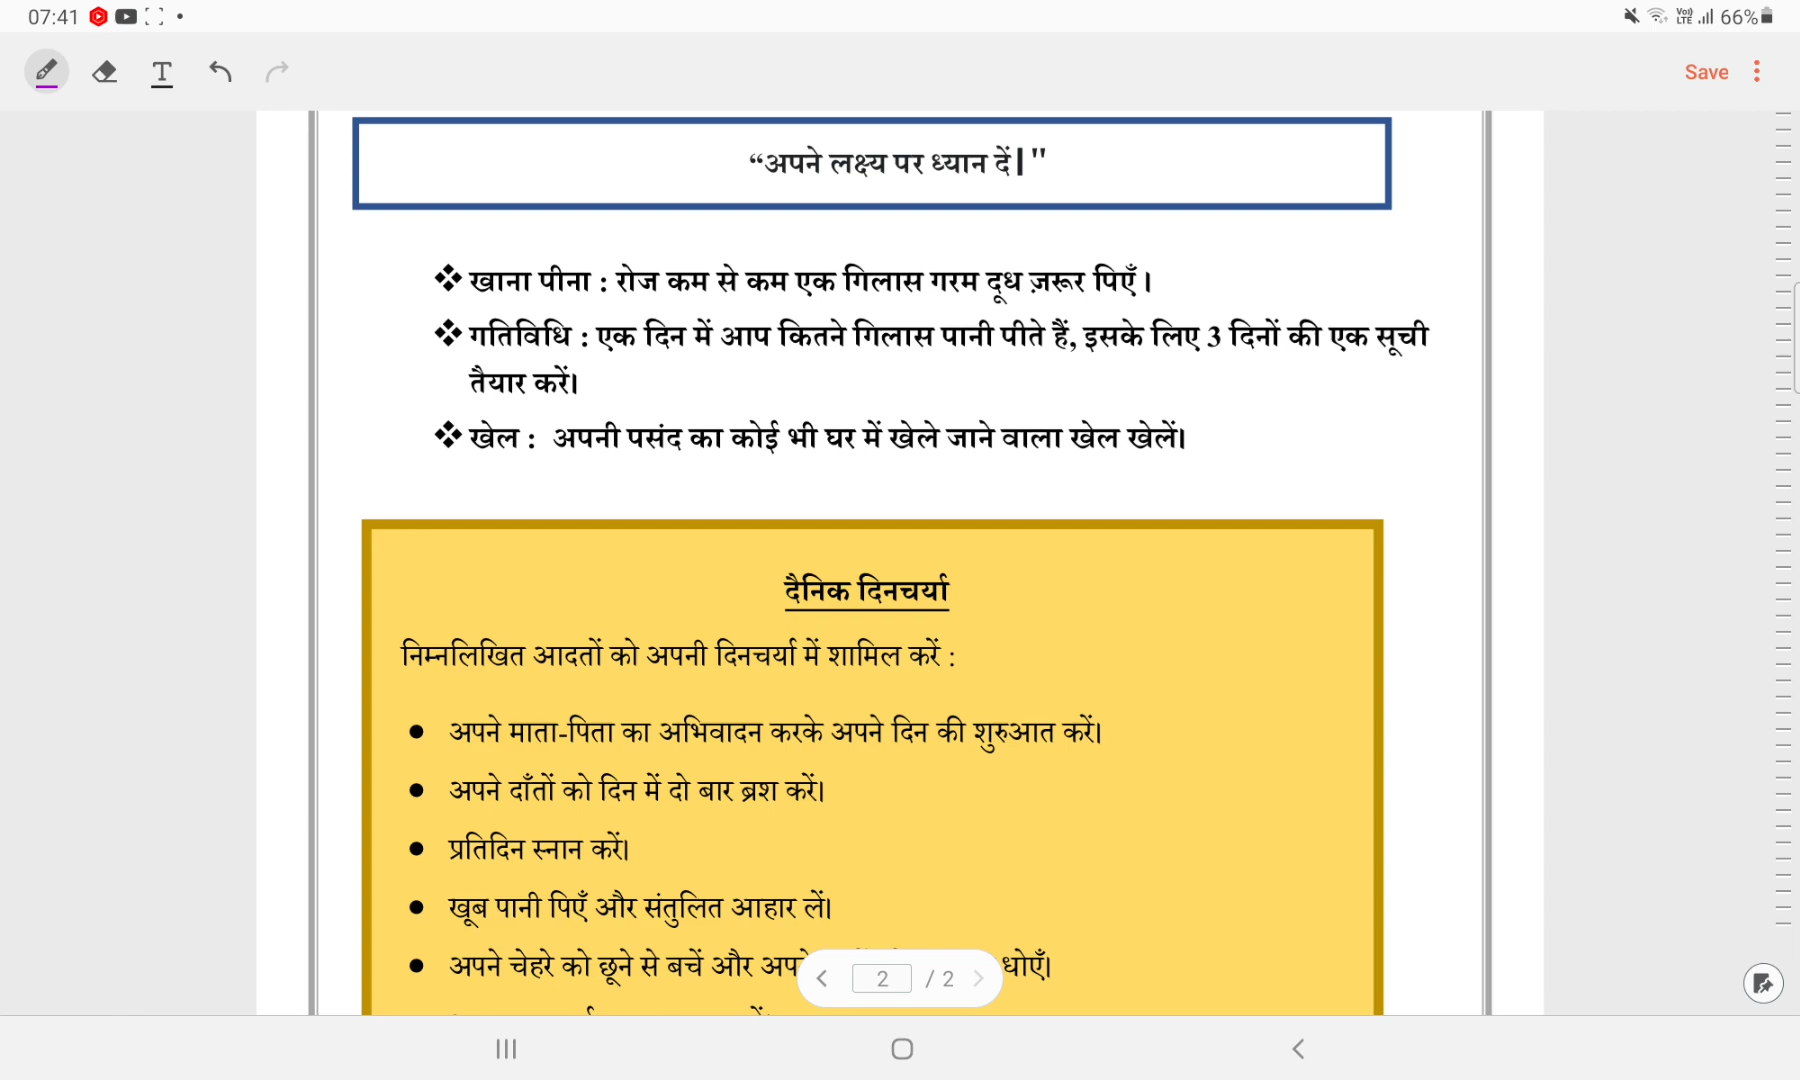 07:41
Vo)) LTE 66%
T
Save
“अपने लक्ष्य पर ध्यान दें|"
❖ खाना पीना : रोज कम से कम एक गिलास गरम दूध ज़रूर पिएँ।
❖ गतिविधि : एक दिन में आप कितने गिलास पानी पीते हैं, इसके लिए 3 दिनों की एक सूची
तैयार करें।
❖ खेल : अपनी पसंद का कोई भी घर में खेले जाने वाला खेल खेलें।
दैनिक दिनचर्या
निम्नलिखित आदतों को अपनी दिनचर्या में शामिल करें :
● अपने माता-पिता का अभिवादन करके अपने दिन की शुरुआत करें।
● अपने दाँतों को दिन में दो बार ब्रश करें।
● प्रतिदिन स्नान करें।
● खूब पानी पिएँ और संतुलित आहार लें।
● अपने चेहरे को छूने से बचें और धोएँ।
2 / 2